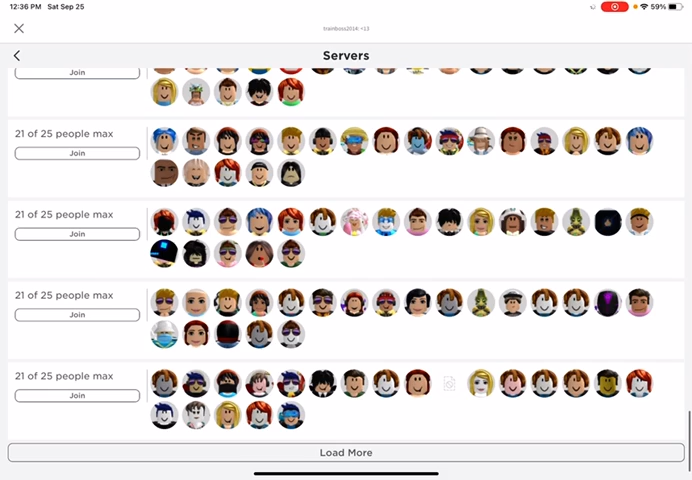 12:36 PM Sat Sep 25
59%
trainboss2014: <13
Servers
Join
21 of 25 people max
Join
21 of 25 people max
Join
21 of 25 people max
Join
21 of 25 people max
Join
Load More